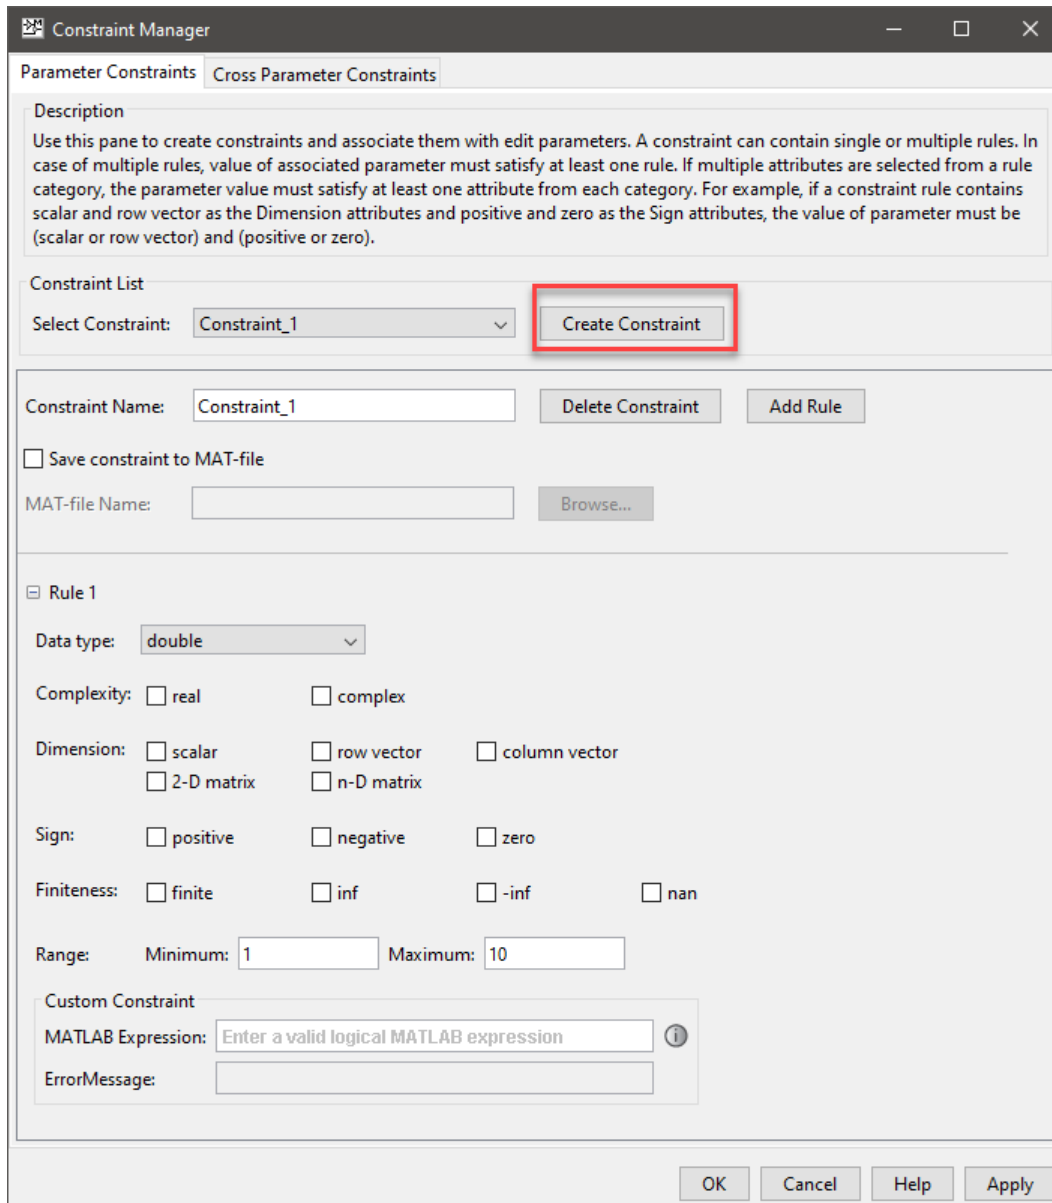 Constraint Manager
Parameter Constraints Cross Parameter Constraints
Description
Use this pane to create constraints and associate them with edit parameters. A constraint can contain single or multiple rules. In
case of multiple rules, value of associated parameter must satisfy at least one rule. If multiple attributes are selected from a rule
category, the parameter value must satisfy at least one attribute from each category. For example, if a constraint rule contains
scalar and row vector as the Dimension attributes and positive and zero as the Sign attributes, the value of parameter must be
(scalar or row vector) and (positive or zero).
Constraint List
Select Constraint: Constraint_1 Create Constraint
Constraint Name: Constraint_1 Delete Constraint Add Rule
Save constraint to MAT-file
MAT-file Name: Browse...
Rule 1
Data type: double
Complexity: real complex
Dimension: scalar row vector column vector
2-D matrix n-D matrix
Sign: positive negative zero
Finiteness: finite inf -inf nan
Range: Minimum: 1 Maximum: 10
Custom Constraint
MATLAB Expression: Enter a valid logical MATLAB expression
ErrorMessage:
OK Cancel Help Apply